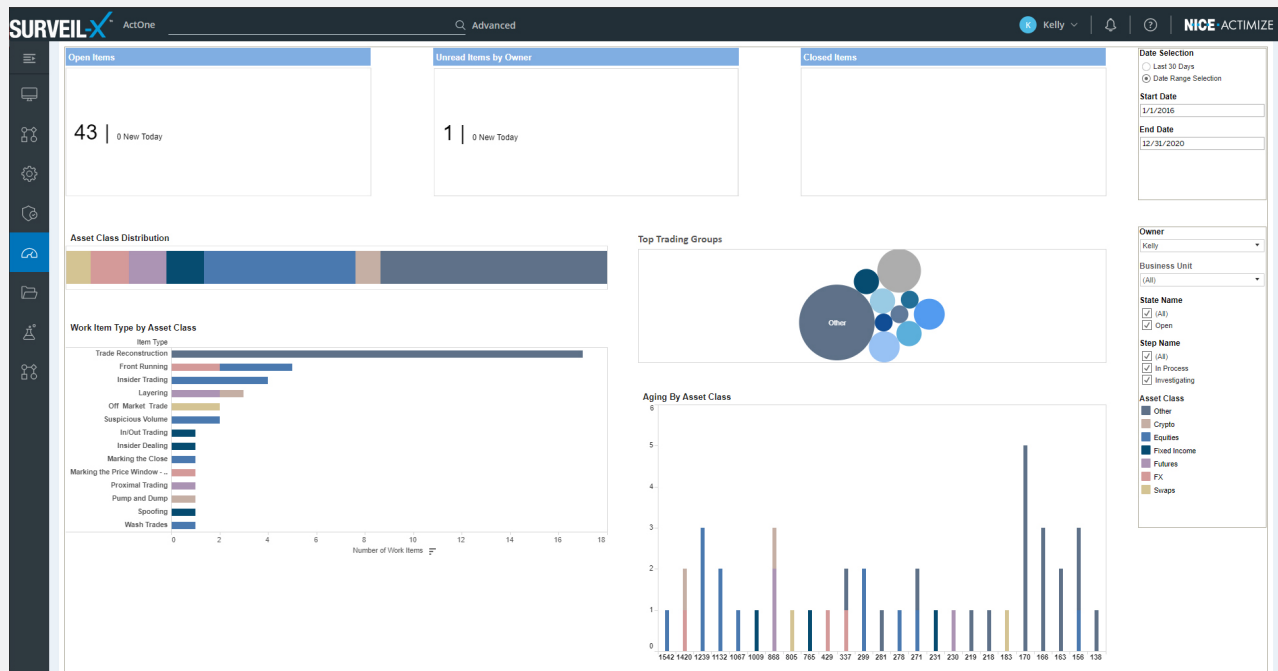 SURVEIL-X ActOne Advanced K Kelly ? NICE ACTIMIZE
Open Items
43 | 0 New Today
Unread Items by Owner
1 | 0 New Today
Closed Items
Date Selection
Last 30 Days
Date Range Selection
Start Date
1/1/2016
End Date
12/31/2020
Asset Class Distribution
Top Trading Groups
Other
Owner
Kelly
Business Unit
(All)
State Name
(All)
Open
Step Name
(All)
In Process
Investigating
Asset Class
Other
Crypto
Equities
Fixed Income
Futures
FX
Swaps
Work Item Type by Asset Class
Item Type
Trade Reconstruction
Front Running
Insider Trading
Layering
Off Market Trade
Suspicious Volume
In/Out Trading
Insider Dealing
Marking the Close
Marking the Price Window - ..
Proximal Trading
Pump and Dump
Spoofing
Wash Trades
0 2 4 6 8 10 12 14 16 18
Number of Work Items
Aging By Asset Class
6
5
4
3
2
1
0
1542 1420 1239 1132 1067 1009 868 805 765 429 337 299 281 278 271 231 230 219 218 183 170 166 163 156 138